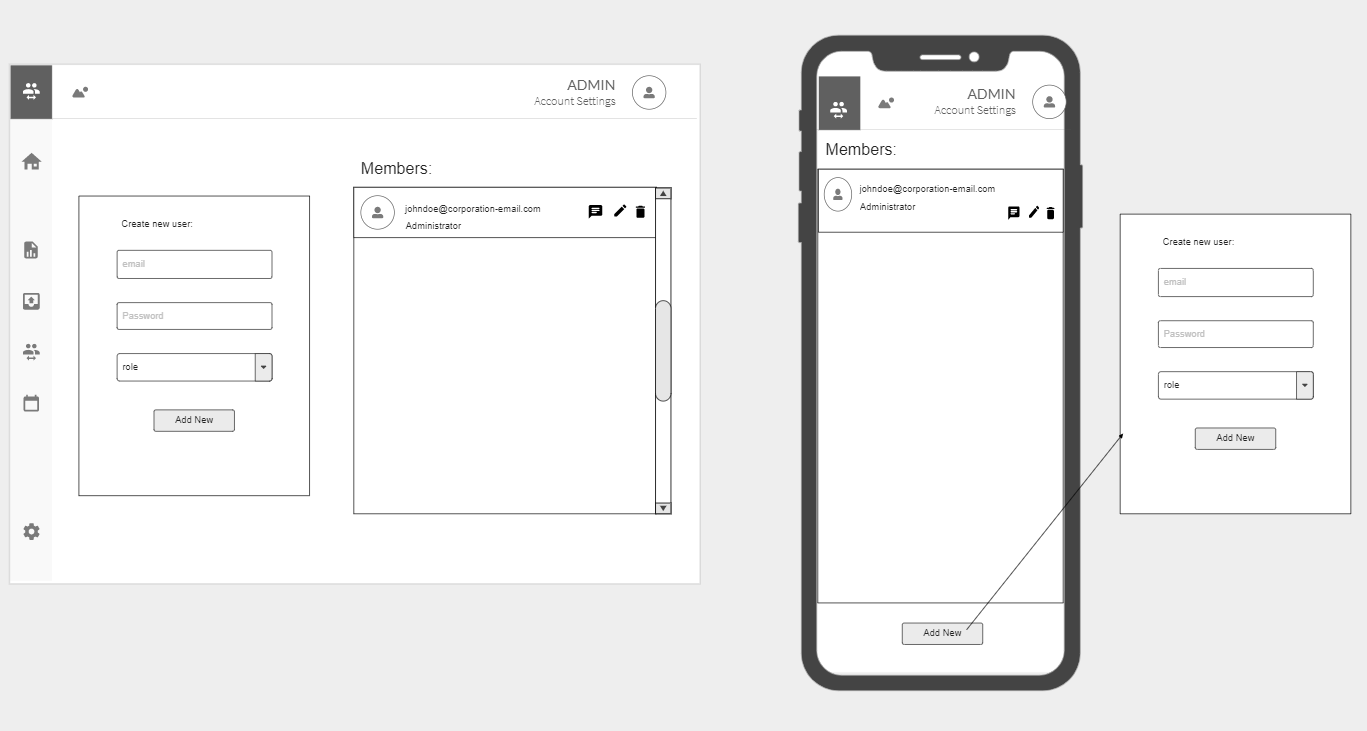 ADMIN
Account Settings
Members:
Create new user:
email
Password
role
Add New
johndoe@corporation-email.com
Administrator
ADMIN
Account Settings
Members:
johndoe@corporation-email.com
Administrator
Add New
Create new user:
email
Password
role
Add New